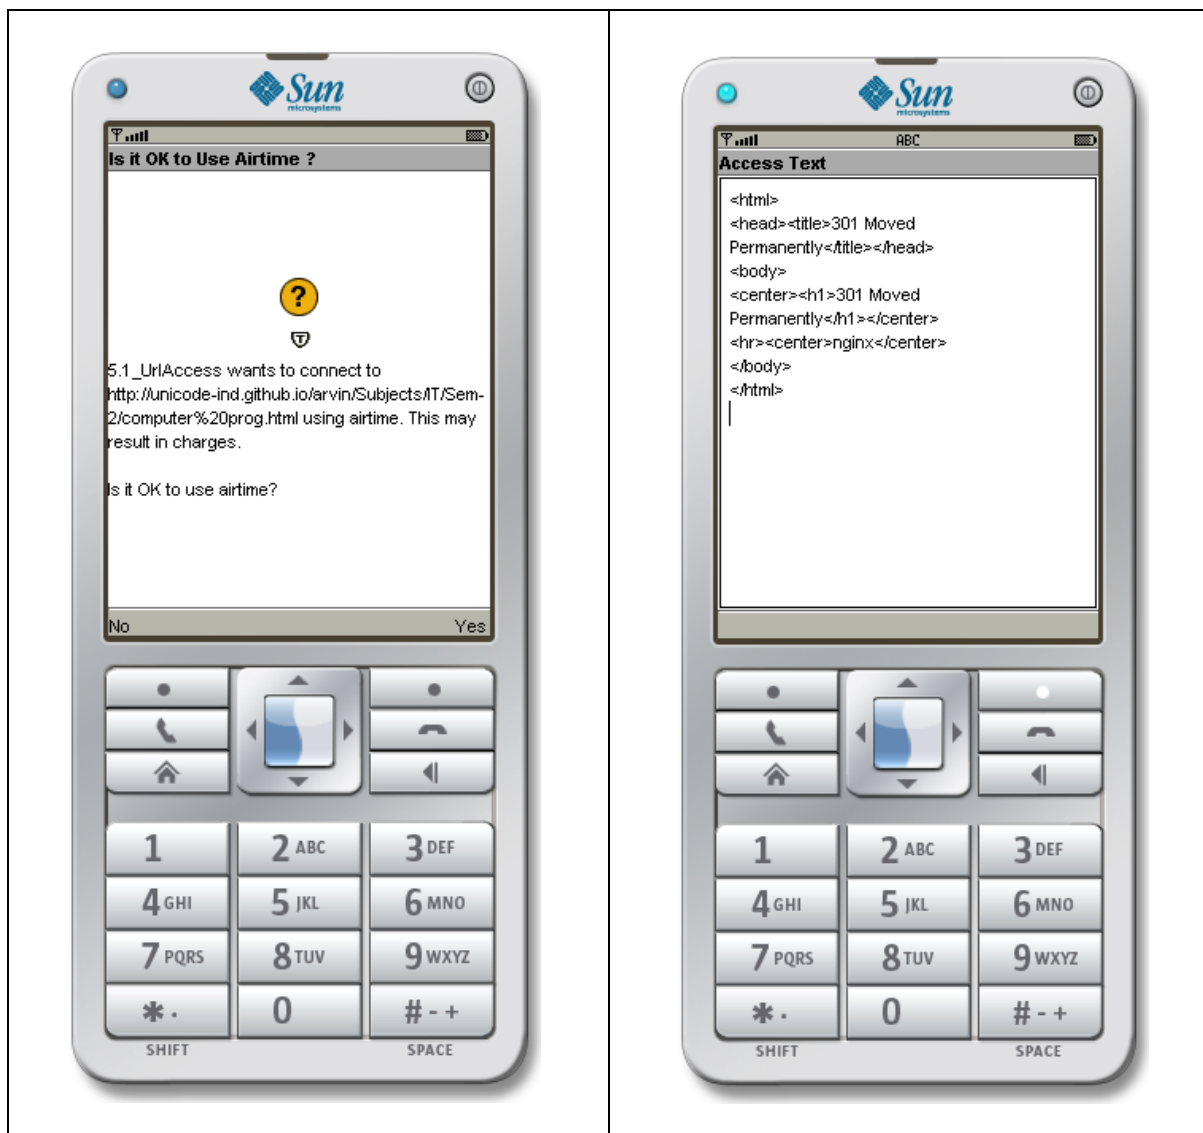 Sun
microsystems
Is it OK to Use Airtime ?
?
T
5.1_UrlAccess wants to connect to
http://unicode-ind.github.io/arvin/Subjects/IT/Sem-
2/computer%20prog.html using airtime. This may
result in charges.
Is it OK to use airtime?
No Yes
1 2 ABC 3 DEF
4 GHI 5 JKL 6 MNO
7 PQRS 8 TUV 9 WXYZ
* . 0 # - +
SHIFT SPACE
Sun
microsystems
ABC
Access Text
<html>
<head><title>301 Moved
Permanently</title></head>
<body>
<center><h1>301 Moved
Permanently</h1></center>
<hr><center>nginx</center>
</body>
</html>
1 2 ABC 3 DEF
4 GHI 5 JKL 6 MNO
7 PQRS 8 TUV 9 WXYZ
* . 0 # - +
SHIFT SPACE